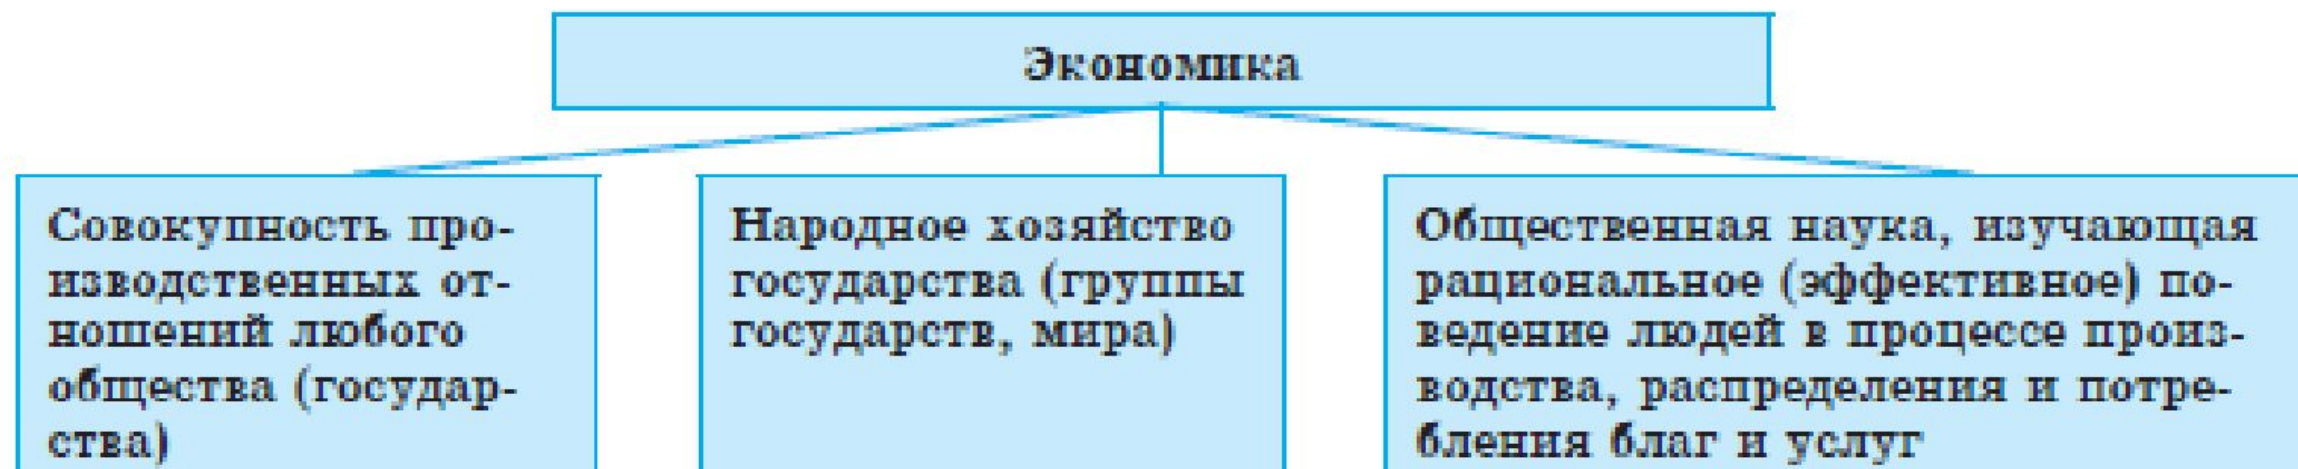 Экономика
Совокупность про-
изводственных от-
ношений любого
общества (государ-
ства)
Народное хозяйство
государства (группы
государств, мира)
Общественная наука, изучающая
рациональное (эффективное) по-
ведение людей в процессе произ-
водства, распределения и потре-
бления благ и услуг